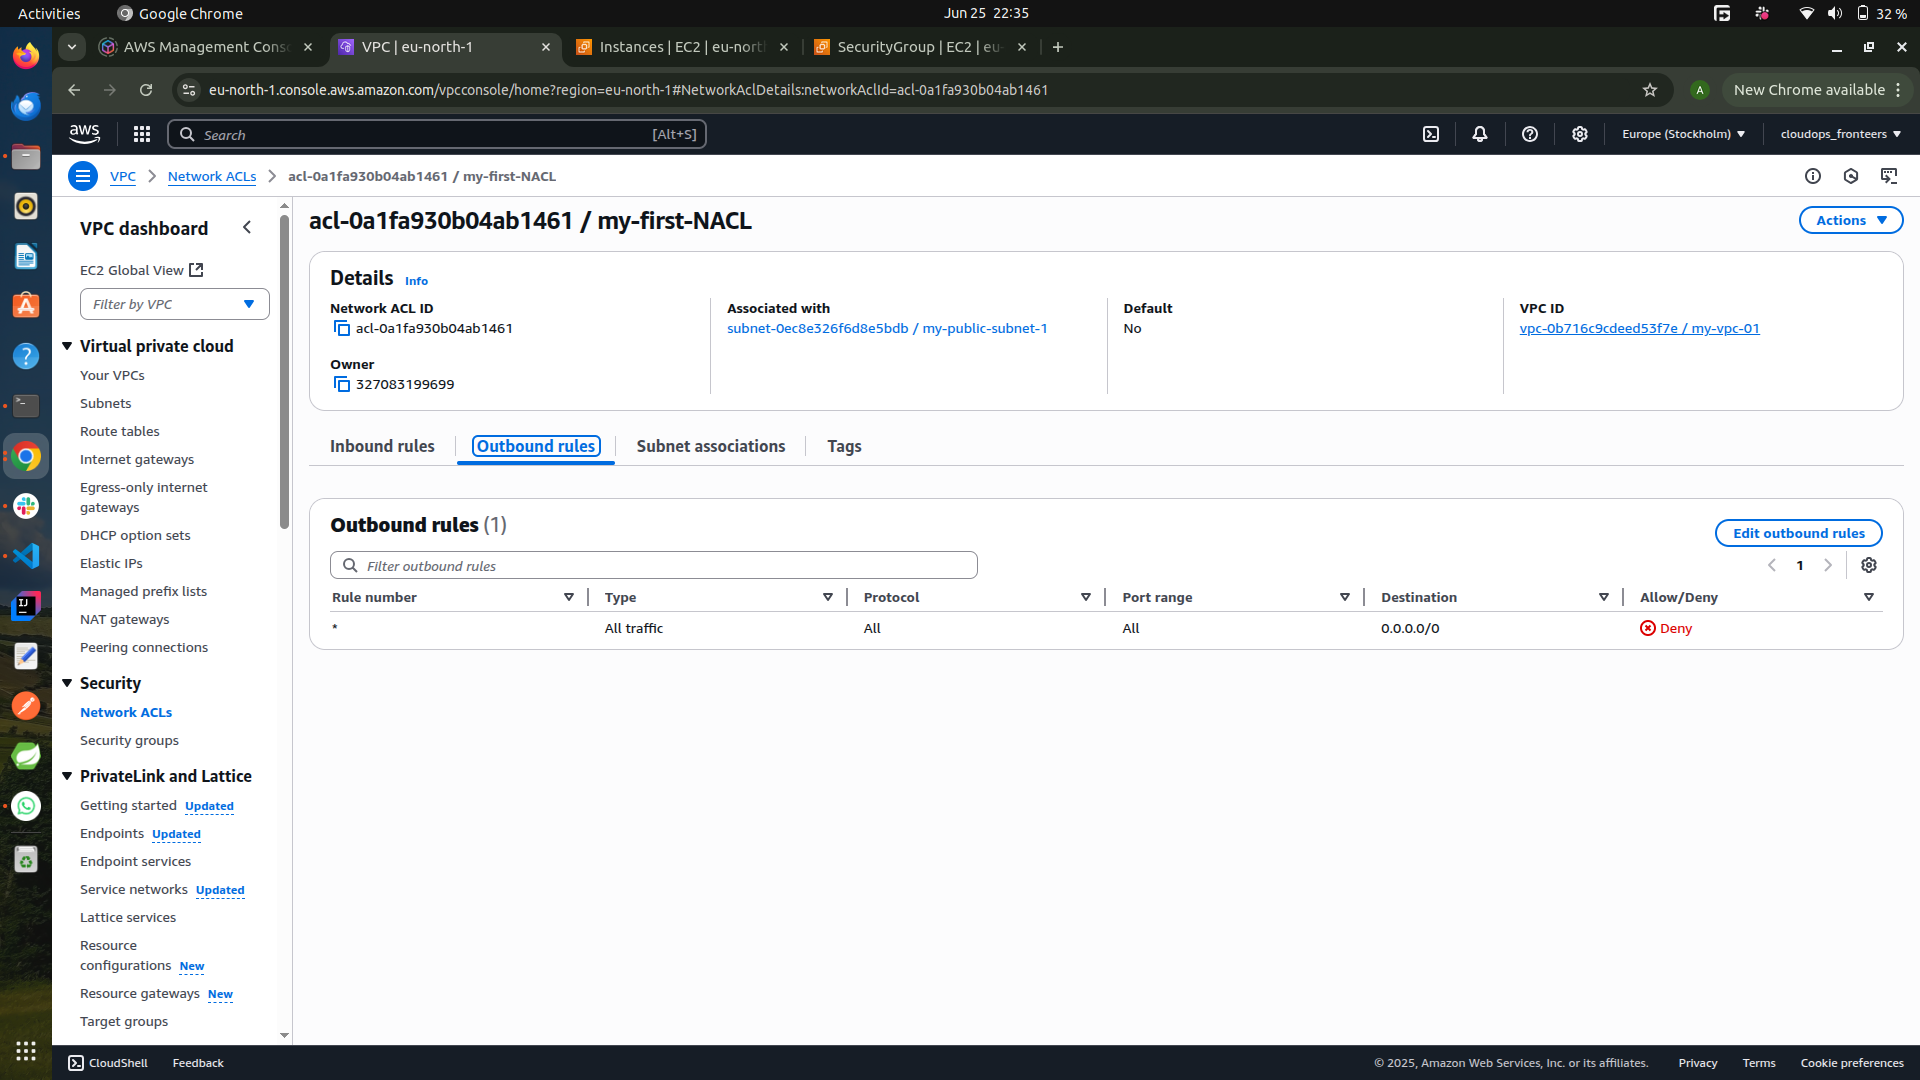 Activities
Google Chrome
Jun 25 22:35
32 %
AWS Management Cons
VPC | eu-north-1
Instances | EC2 | eu-nort
SecurityGroup | EC2 | eu-
eu-north-1.console.aws.amazon.com/vpcconsole/home?region=eu-north-1#NetworkAclDetails:networkAclId=acl-0a1fa930b04ab1461
A
New Chrome available
aws
Search
[Alt+S]
Europe (Stockholm)
cloudops_fronteers
VPC
Network ACLs
acl-0a1fa930b04ab1461 / my-first-NACL
VPC dashboard
EC2 Global View
Filter by VPC
Virtual private cloud
Your VPCs
Subnets
Route tables
Internet gateways
Egress-only internet
gateways
DHCP option sets
Elastic IPs
Managed prefix lists
NAT gateways
Peering connections
Security
Network ACLs
Security groups
PrivateLink and Lattice
Getting started Updated
Endpoints Updated
Endpoint services
Service networks Updated
Lattice services
Resource
configurations New
Resource gateways New
Target groups
acl-0a1fa930b04ab1461 / my-first-NACL
Actions
Details Info
Network ACL ID
acl-0a1fa930b04ab1461
Associated with
subnet-0ec8e326f6d8e5bdb / my-public-subnet-1
Default
No
VPC ID
vpc-0b716c9cdeed53f7e / my-vpc-01
Owner
327083199699
Inbound rules
Outbound rules
Subnet associations
Tags
Outbound rules (1)
Edit outbound rules
Filter outbound rules
1
Rule number
Type
Protocol
Port range
Destination
Allow/Deny
*
All traffic
All
All
0.0.0.0/0
Deny
IJ
CloudShell
Feedback
© 2025, Amazon Web Services, Inc. or its affiliates.
Privacy
Terms
Cookie preferences